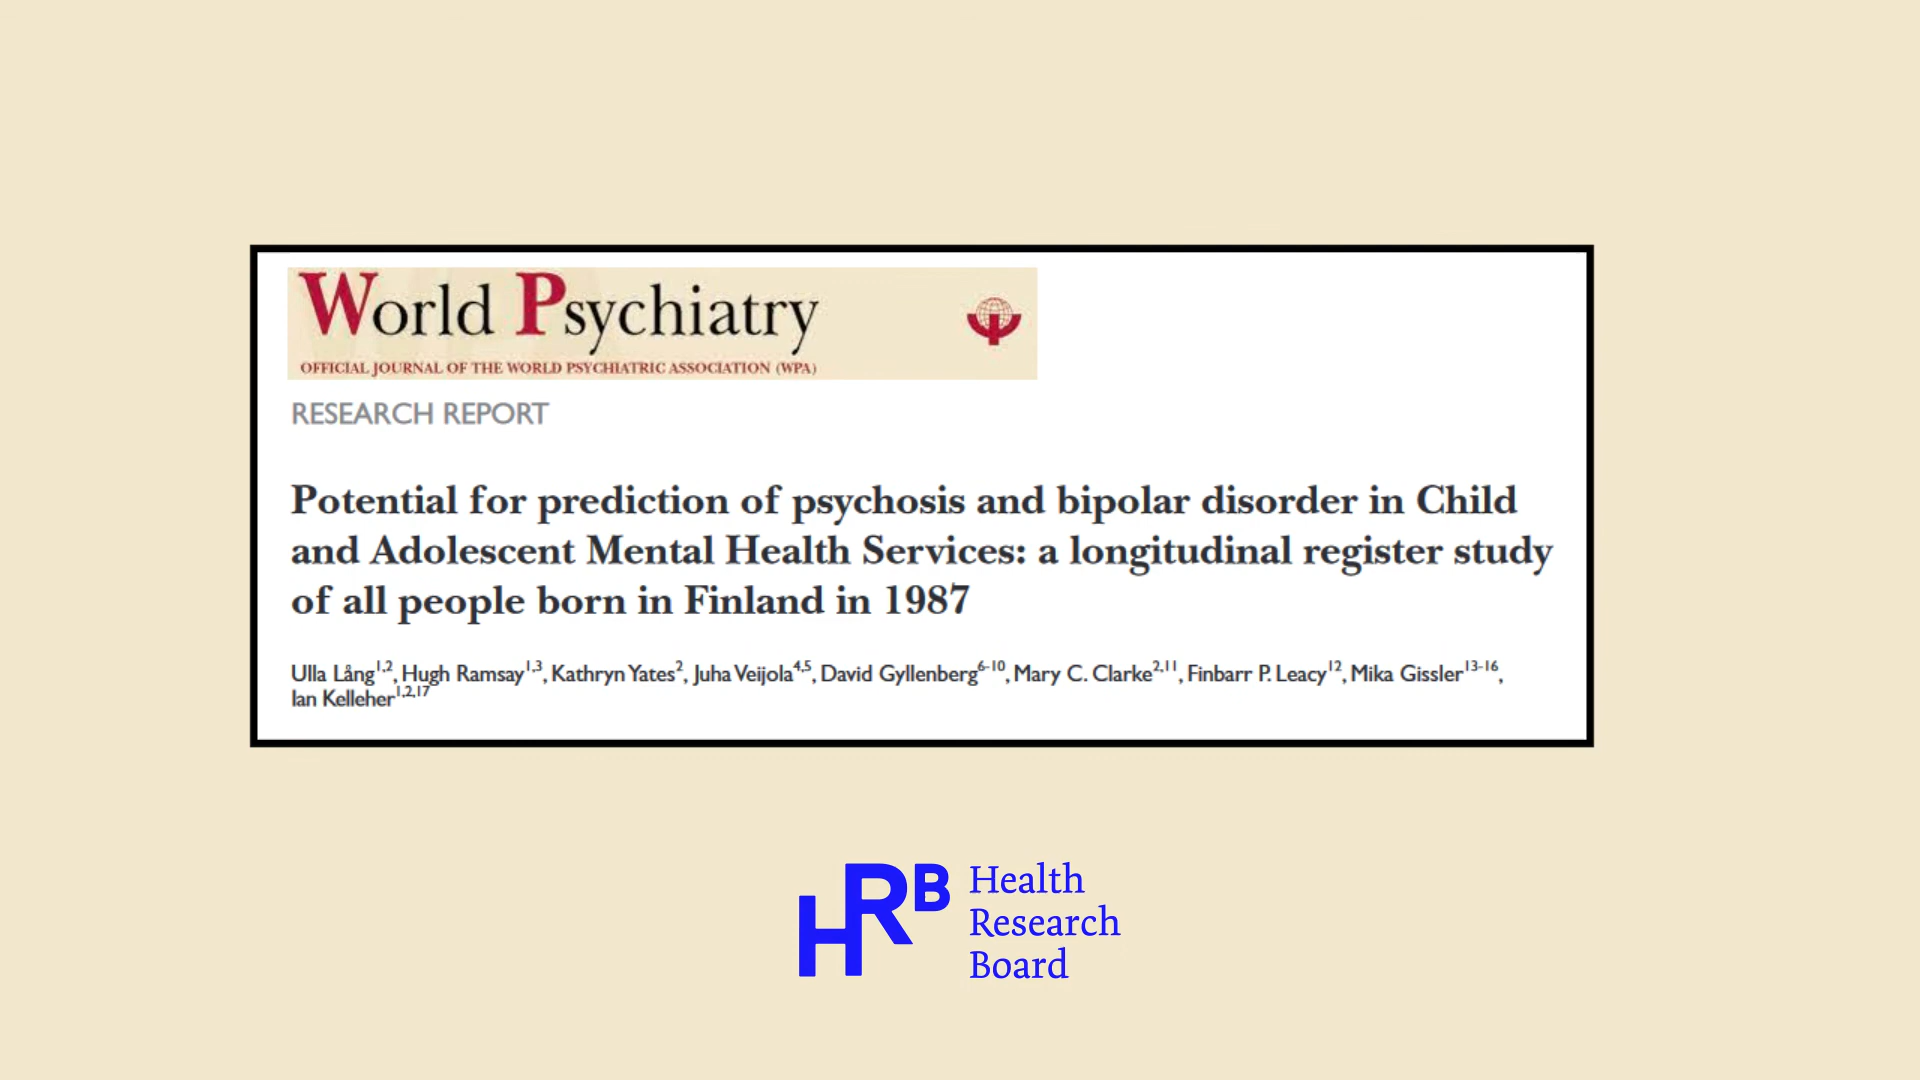 World Psychiatry
OFFICIAL JOURNAL OF THE WORLD PSYCHIATRIC ASSOCIATION (WPA)
RESEARCH REPORT
Potential for prediction of psychosis and bipolar disorder in Child
and Adolescent Mental Health Services: a longitudinal register study
of all people born in Finland in 1987
Ulla Lång1,2, Hugh Ramsay1,3, Kathryn Yates2, Juha Veijola4,5, David Gyllenberg6-10, Mary C. Clarke2,11, Finbarr P. Leacy12, Mika Gissler13-16,
Ian Kelleher1,2,17
HRB
Health
Research
Board